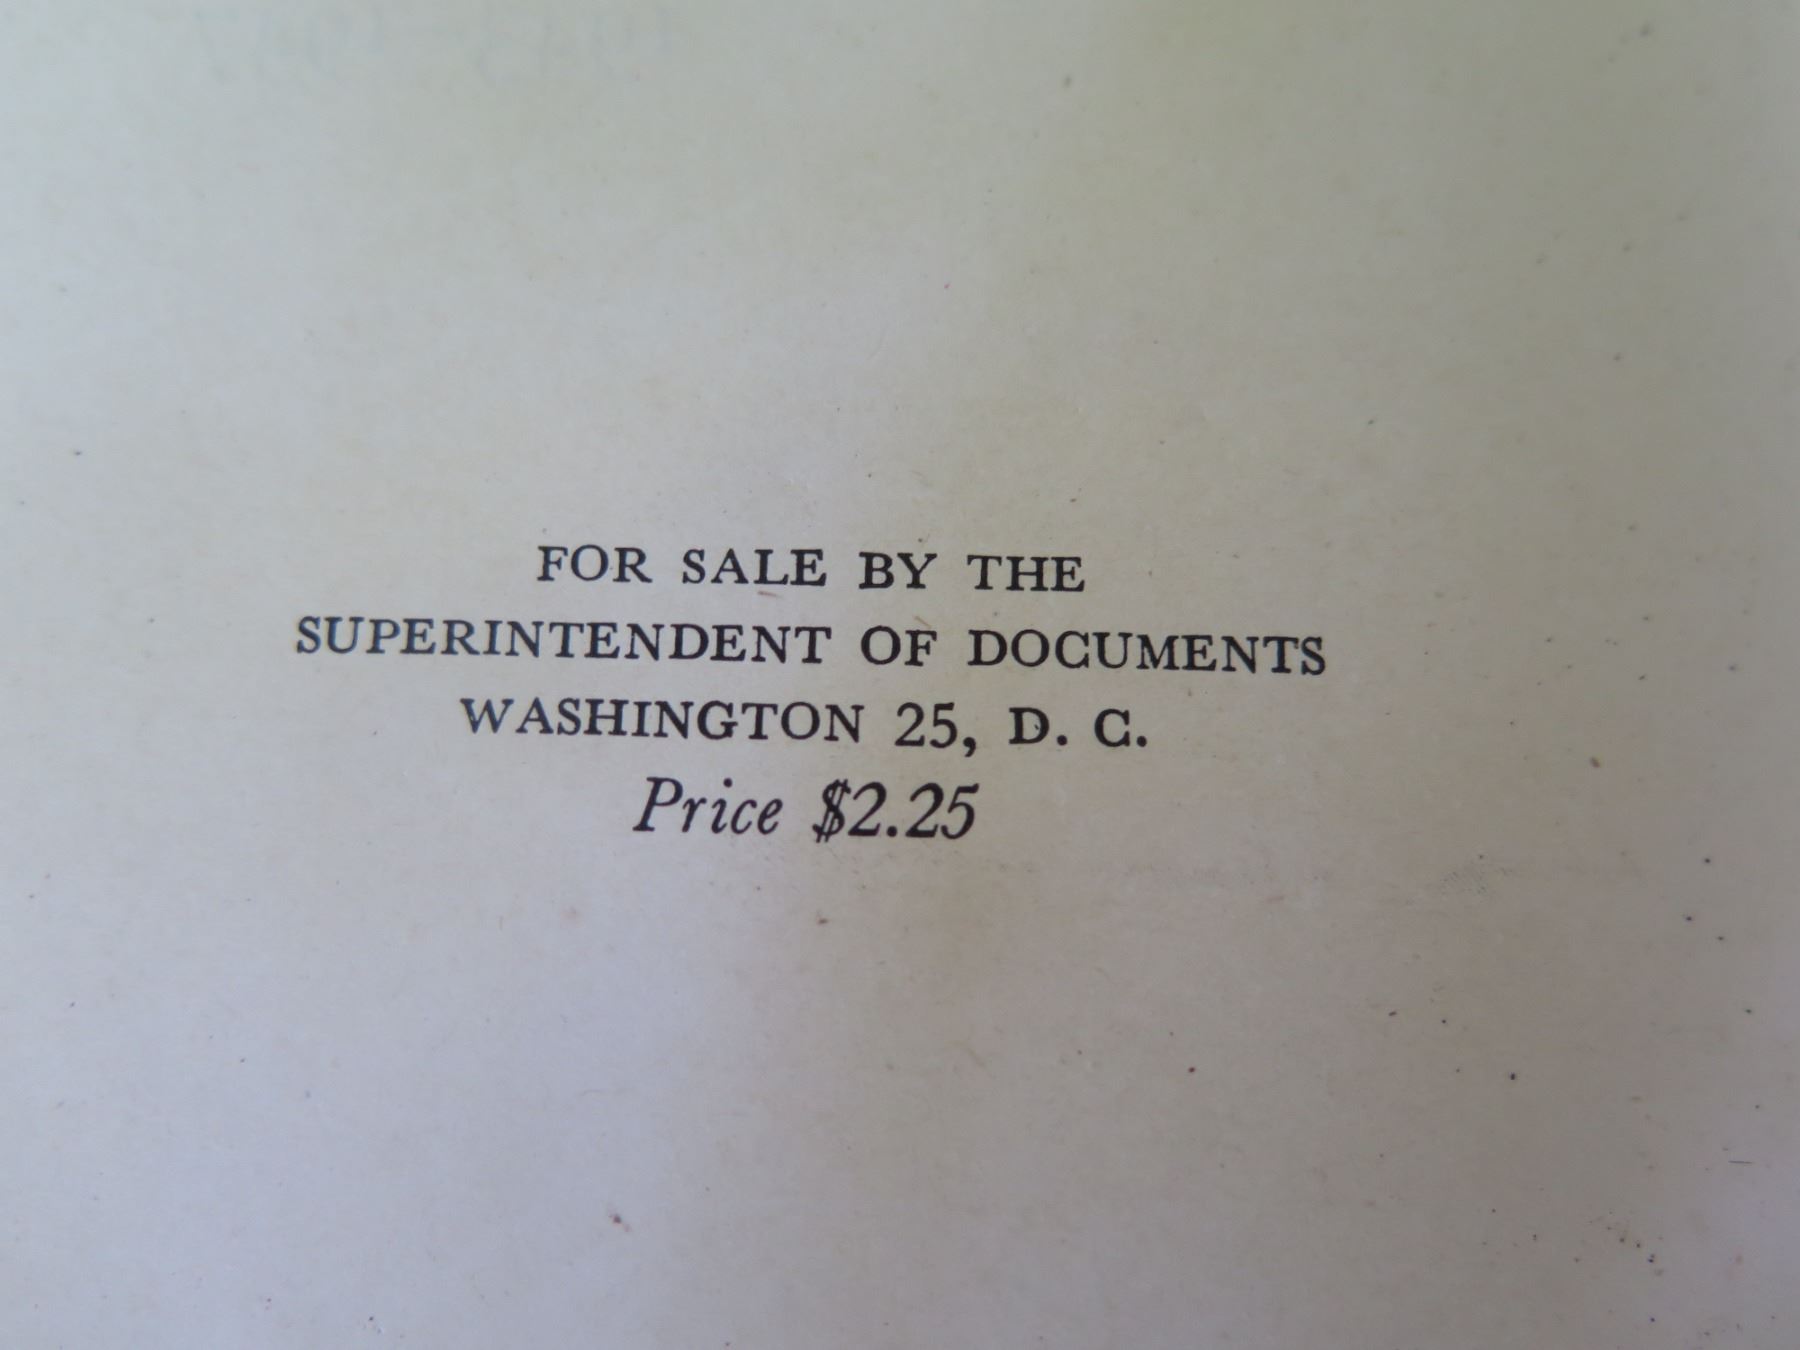 FOR SALE BY THE
SUPERINTENDENT OF DOCUMENTS
WASHINGTON 25, D. C.
Price $2.25